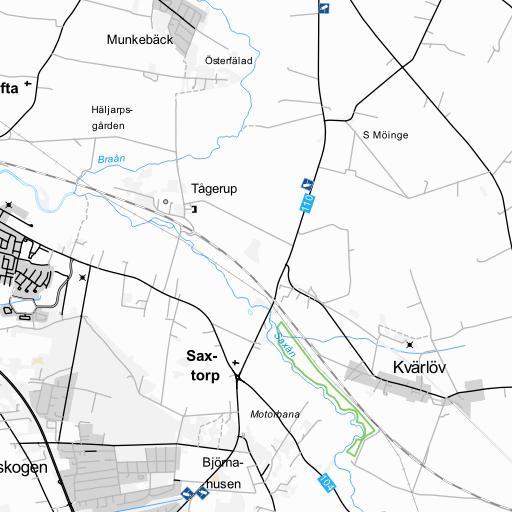 Munkebäck
Österfälad
fta
Häljarps-
gården
S Möinge
Braån
Tågerup
110
Saxån
Sax-
torp
Kvärlöv
Motorbana
Björna-
husen
skogen
104